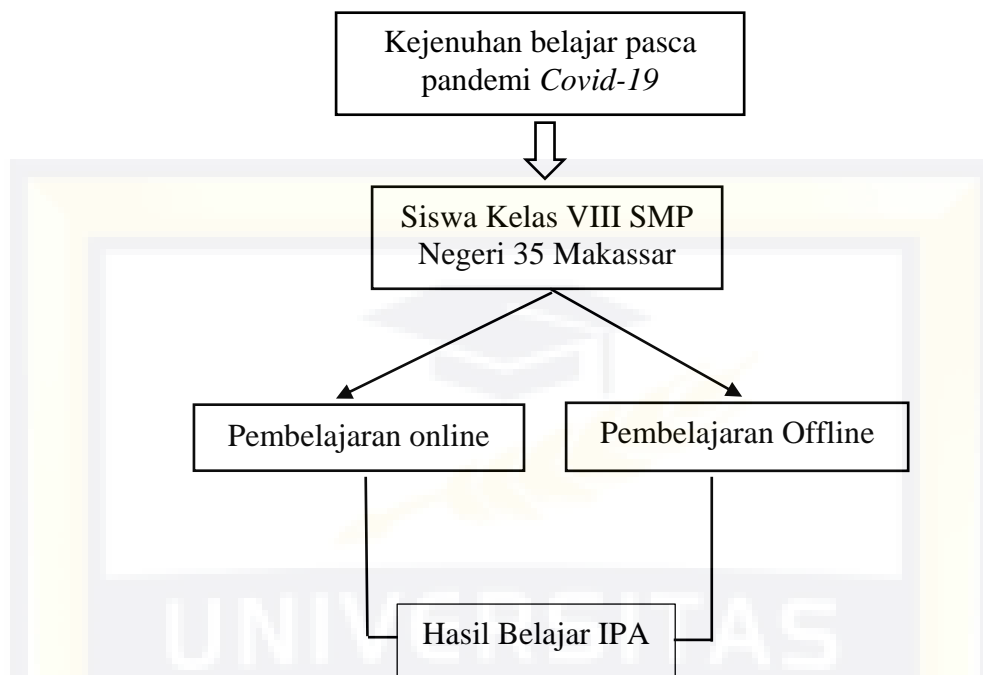 Kejenuhan belajar pasca
pandemi Covid-19
Siswa Kelas VIII SMP
Negeri 35 Makassar
Pembelajaran online
Pembelajaran Offline
Hasil Belajar IPA
UNIVERSITAS